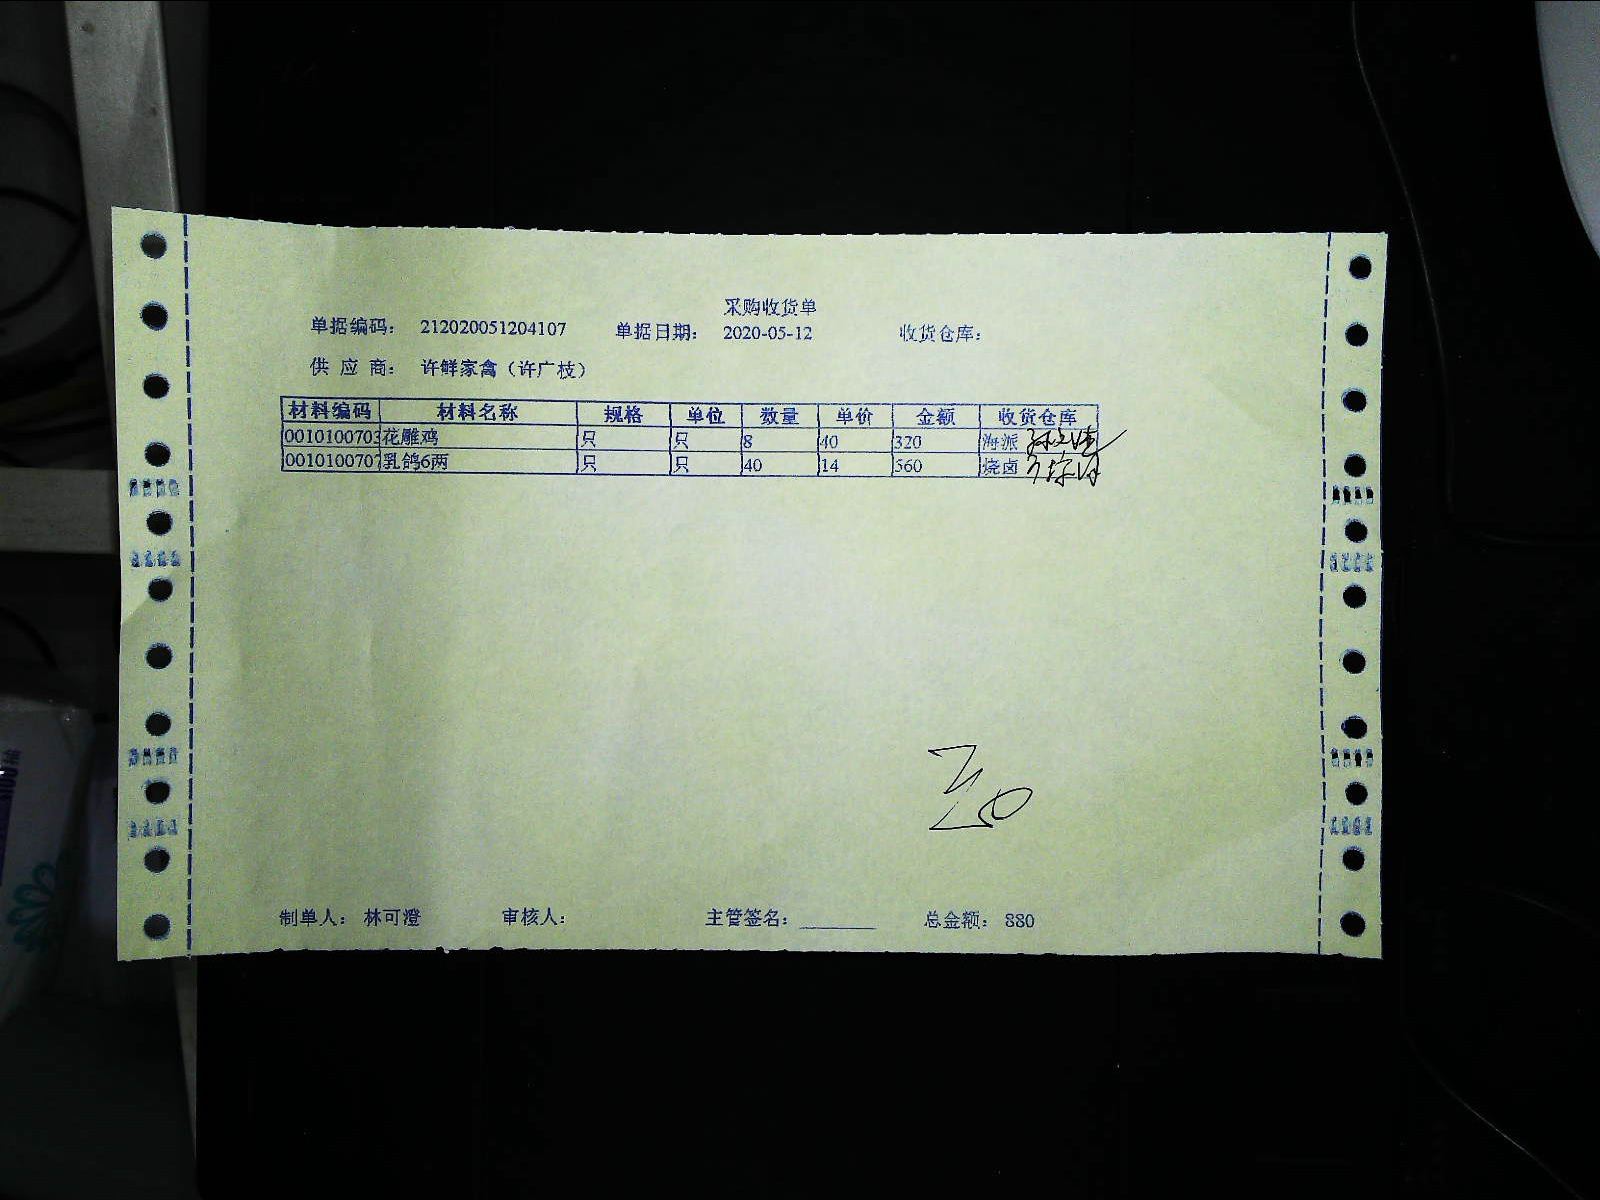 采购收货单
单据编码： 212020051204107 单据日期： 2020-05-12 收货仓库：
供 应 商： 许鲜家禽（许广枝）
材料编码 材料名称 规格 单位 数量 单价 金额 收货仓库
0010100703 花雕鸡 只 只 8 40 320 海派
0010100707 乳鸽6两 只 只 40 14 560 烧卤
制单人： 林可澄 审核人： 主管签名： 总金额： 880